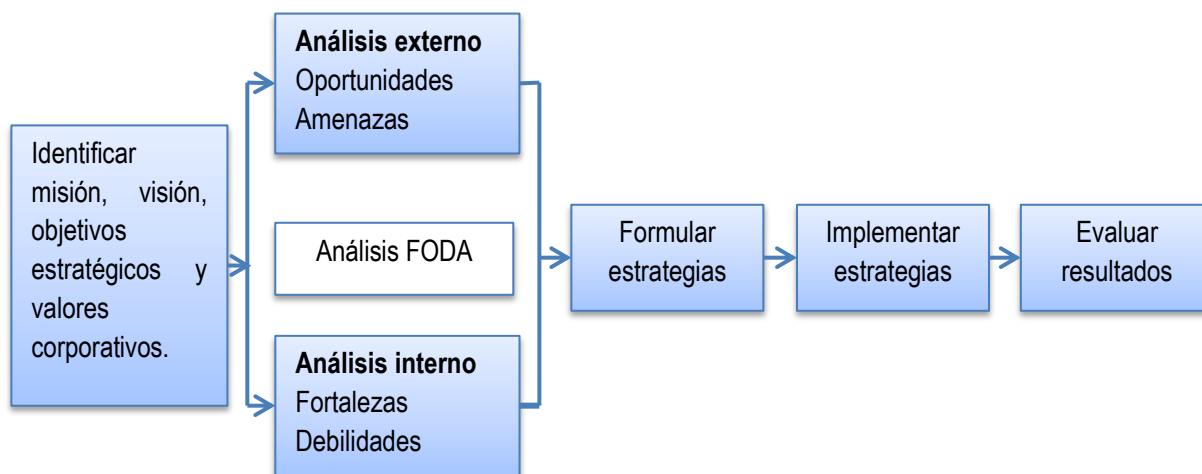 Identificar
misión, visión,
objetivos
estratégicos y
valores
corporativos.
Análisis externo
Oportunidades
Amenazas
Análisis FODA
Análisis interno
Fortalezas
Debilidades
Formular
estrategias
Implementar
estrategias
Evaluar
resultados